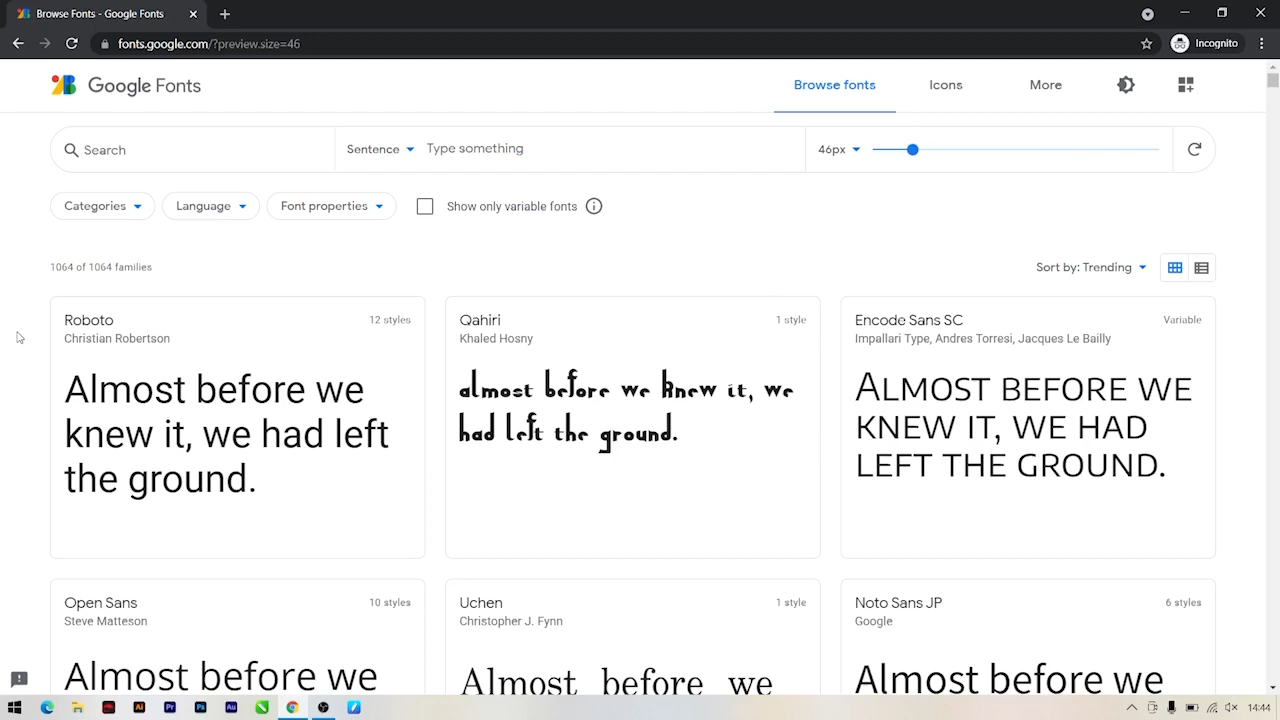 Browse Fonts - Google Fonts
fonts.google.com/?preview.size=46
Incognito
Google Fonts
Browse fonts
Icons
More
Search
Sentence
Type something
46px
Categories
Language
Font properties
Show only variable fonts
1064 of 1064 families
Sort by: Trending
Roboto
12 styles
Christian Robertson
Almost before we
knew it, we had left
the ground.
Qahiri
1 style
Khaled Hosny
almost before we knew it, we
had left the ground.
Encode Sans SC
Variable
Impallari Type, Andres Torresi, Jacques Le Bailly
ALMOST BEFORE WE
KNEW IT, WE HAD
LEFT THE GROUND.
Open Sans
10 styles
Steve Matteson
Almost before we
Uchen
1 style
Christopher J. Fynn
Almost before we
Noto Sans JP
6 styles
Google
Almost before we
Ai
Pr
Ps
Au
14:44